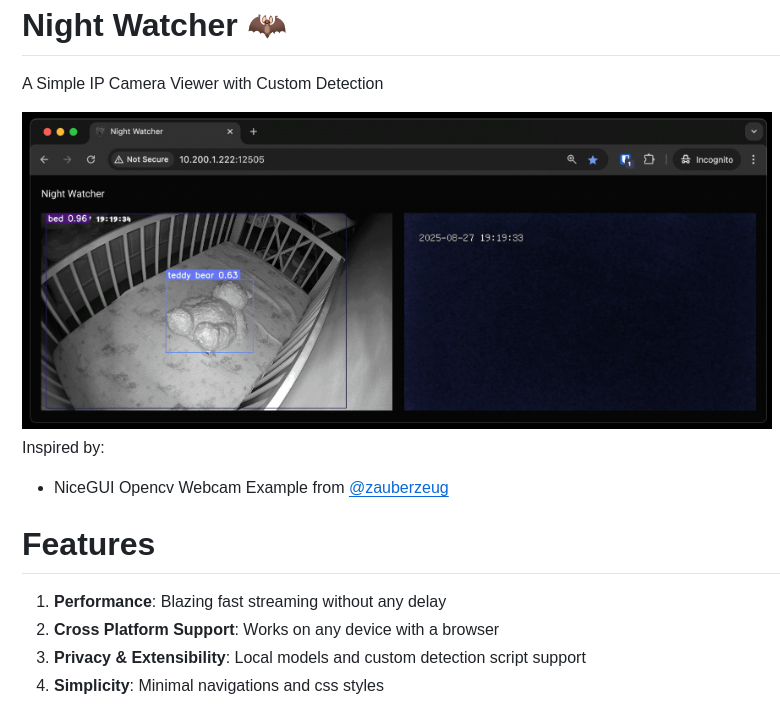 Night Watcher 🦇
A Simple IP Camera Viewer with Custom Detection
Night Watcher
Not Secure 10.200.1.222:12505 1 Incognito
Night Watcher
bed 0.96 19:19:34
2025-08-27 19:19:33
teddy bear 0.63
Inspired by:
• NiceGUI Opencv Webcam Example from @zauberzeug
Features
1. Performance: Blazing fast streaming without any delay
2. Cross Platform Support: Works on any device with a browser
3. Privacy & Extensibility: Local models and custom detection script support
4. Simplicity: Minimal navigations and css styles